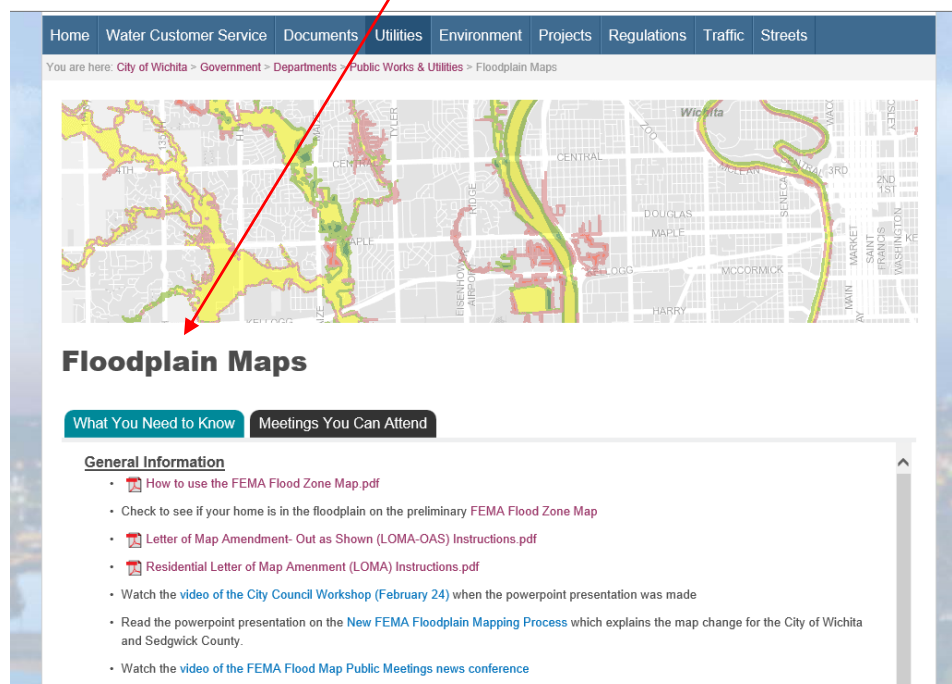 Home Water Customer Service Documents Utilities Environment Projects Regulations Traffic Streets
You are here: City of Wichita > Government > Departments > Public Works & Utilities > Floodplain Maps
Wichita
ZOO
TYLER
CENTRAL
CENTRAL
CENTRAL
MCLEAN
3RD
2ND
1ST
4TH
135TH
RIDGE
SENECA
DOUGLAS
MAPLE
MAPLE
MARKET
SAINT FRANCIS
WASHINGTON
EISENHOWER AIRPORT
MCCORMICK
HARRY
MAIN
Floodplain Maps
What You Need to Know Meetings You Can Attend
General Information
• How to use the FEMA Flood Zone Map.pdf
• Check to see if your home is in the floodplain on the preliminary FEMA Flood Zone Map
• Letter of Map Amendment- Out as Shown (LOMA-OAS) Instructions.pdf
• Residential Letter of Map Amenment (LOMA) Instructions.pdf
• Watch the video of the City Council Workshop (February 24) when the powerpoint presentation was made
• Read the powerpoint presentation on the New FEMA Floodplain Mapping Process which explains the map change for the City of Wichita
and Sedgwick County.
• Watch the video of the FEMA Flood Map Public Meetings news conference